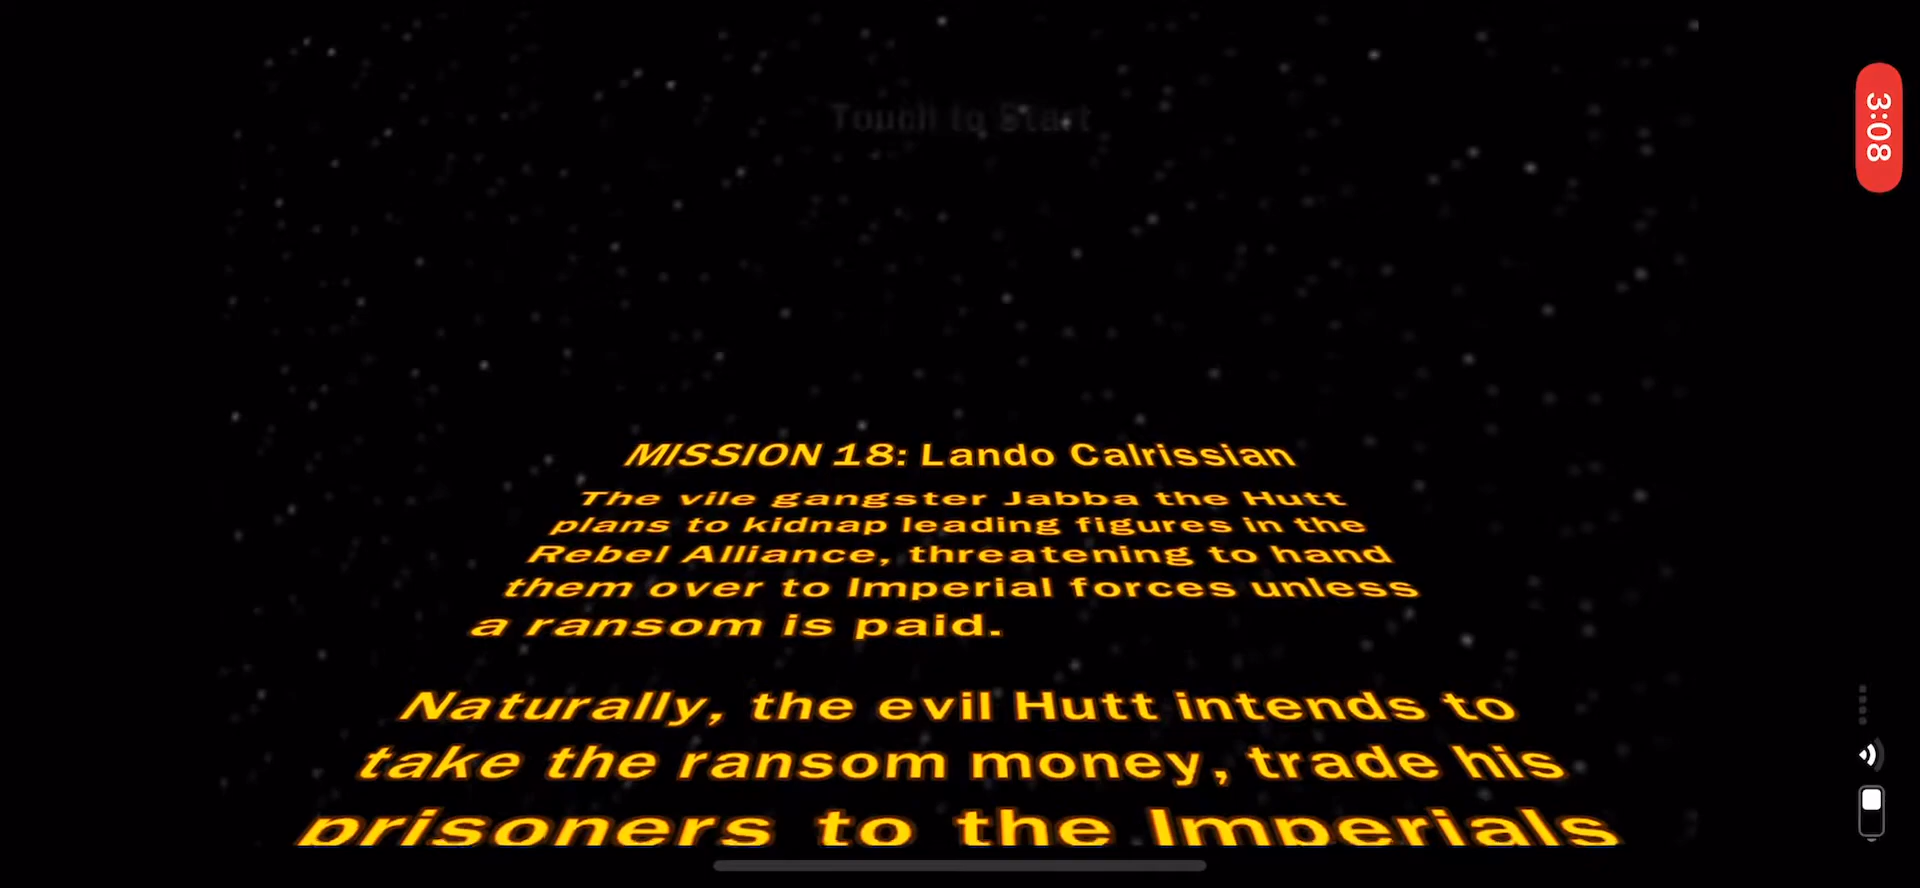 3:08
Touch to Start
MISSION 18: Lando Calrissian
The vile gangster Jabba the Hutt
plans to kidnap leading figures in the
Rebel Alliance, threatening to hand
them over to Imperial forces unless
a ransom is paid.
Naturally, the evil Hutt intends to
take the ransom money, trade his
prisoners to the Imperials